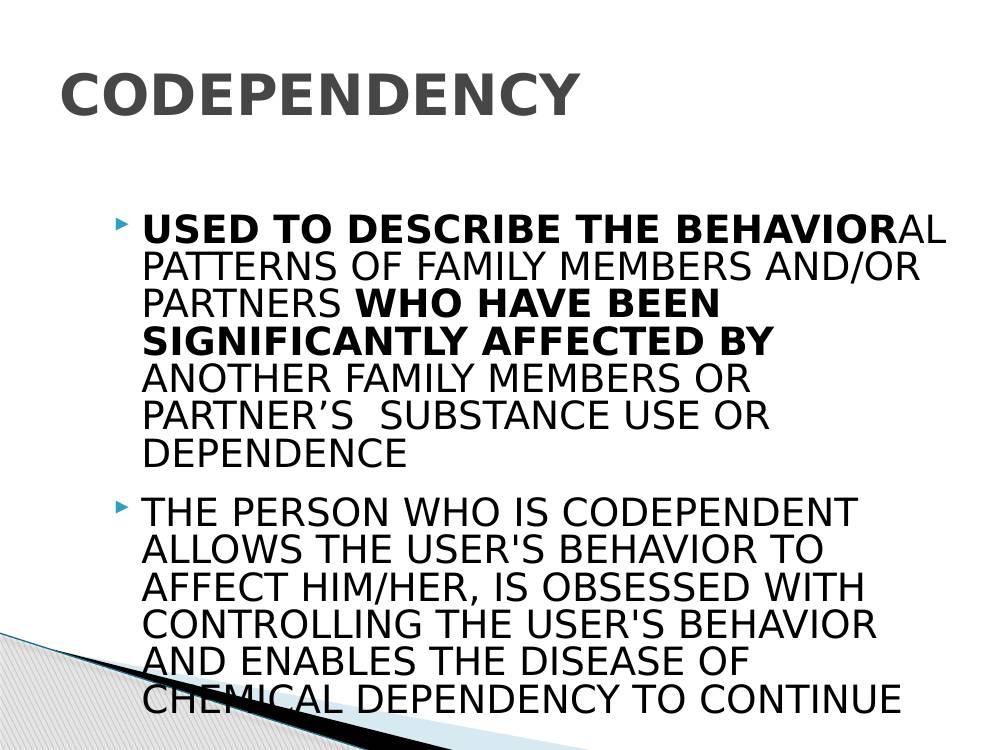 CODEPENDENCY
USED TO DESCRIBE THE BEHAVIORAL
PATTERNS OF FAMILY MEMBERS AND/OR
PARTNERS WHO HAVE BEEN
SIGNIFICANTLY AFFECTED BY
ANOTHER FAMILY MEMBERS OR
PARTNER’S  SUBSTANCE USE OR
DEPENDENCE
THE PERSON WHO IS CODEPENDENT
ALLOWS THE USER'S BEHAVIOR TO
AFFECT HIM/HER, IS OBSESSED WITH
CONTROLLING THE USER'S BEHAVIOR
AND ENABLES THE DISEASE OF
CHEMICAL DEPENDENCY TO CONTINUE